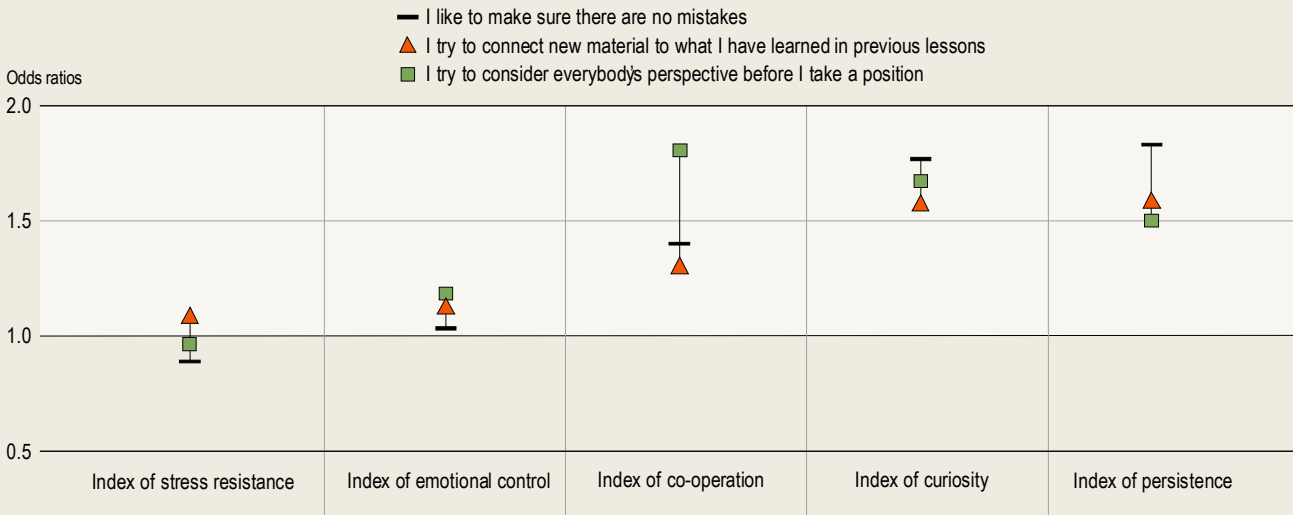 I like to make sure there are no mistakes
I try to connect new material to what I have learned in previous lessons
I try to consider everybody's perspective before I take a position
Odds ratios
2.0
1.5
1.0
0.5
Index of stress resistance
Index of emotional control
Index of co-operation
Index of curiosity
Index of persistence